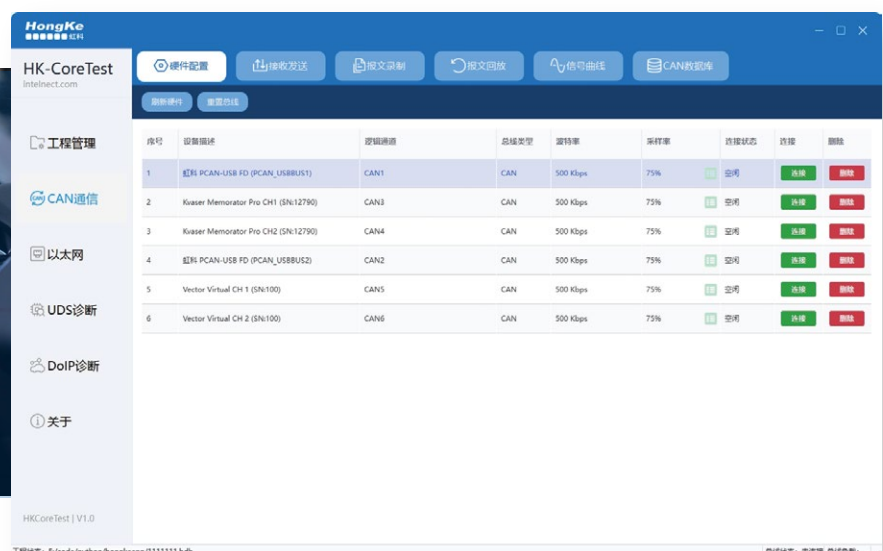 HongKe
虹科
HK-CoreTest
intelnect.com
硬件配置
接收发送
报文录制
报文回放
信号曲线
CAN数据库
刷新硬件 重置总线
工程管理
CAN通信
以太网
UDS诊断
DoIP诊断
关于
HKCoreTest | V1.0
序号 设备描述 逻辑通道 总线类型 波特率 采样率 连接状态 连接 删除
1 虹科 PCAN-USB FD (PCAN_USBBUS1) CAN1 CAN 500 Kbps 75% 空闲 连接 删除
2 Kvaser Memorator Pro CH1 (SN:12790) CAN3 CAN 500 Kbps 75% 空闲 连接 删除
3 Kvaser Memorator Pro CH2 (SN:12790) CAN4 CAN 500 Kbps 75% 空闲 连接 删除
4 虹科 PCAN-USB FD (PCAN_USBBUS2) CAN2 CAN 500 Kbps 75% 空闲 连接 删除
5 Vector Virtual CH 1 (SN:100) CAN5 CAN 500 Kbps 75% 空闲 连接 删除
6 Vector Virtual CH 2 (SN:100) CAN6 CAN 500 Kbps 75% 空闲 连接 删除